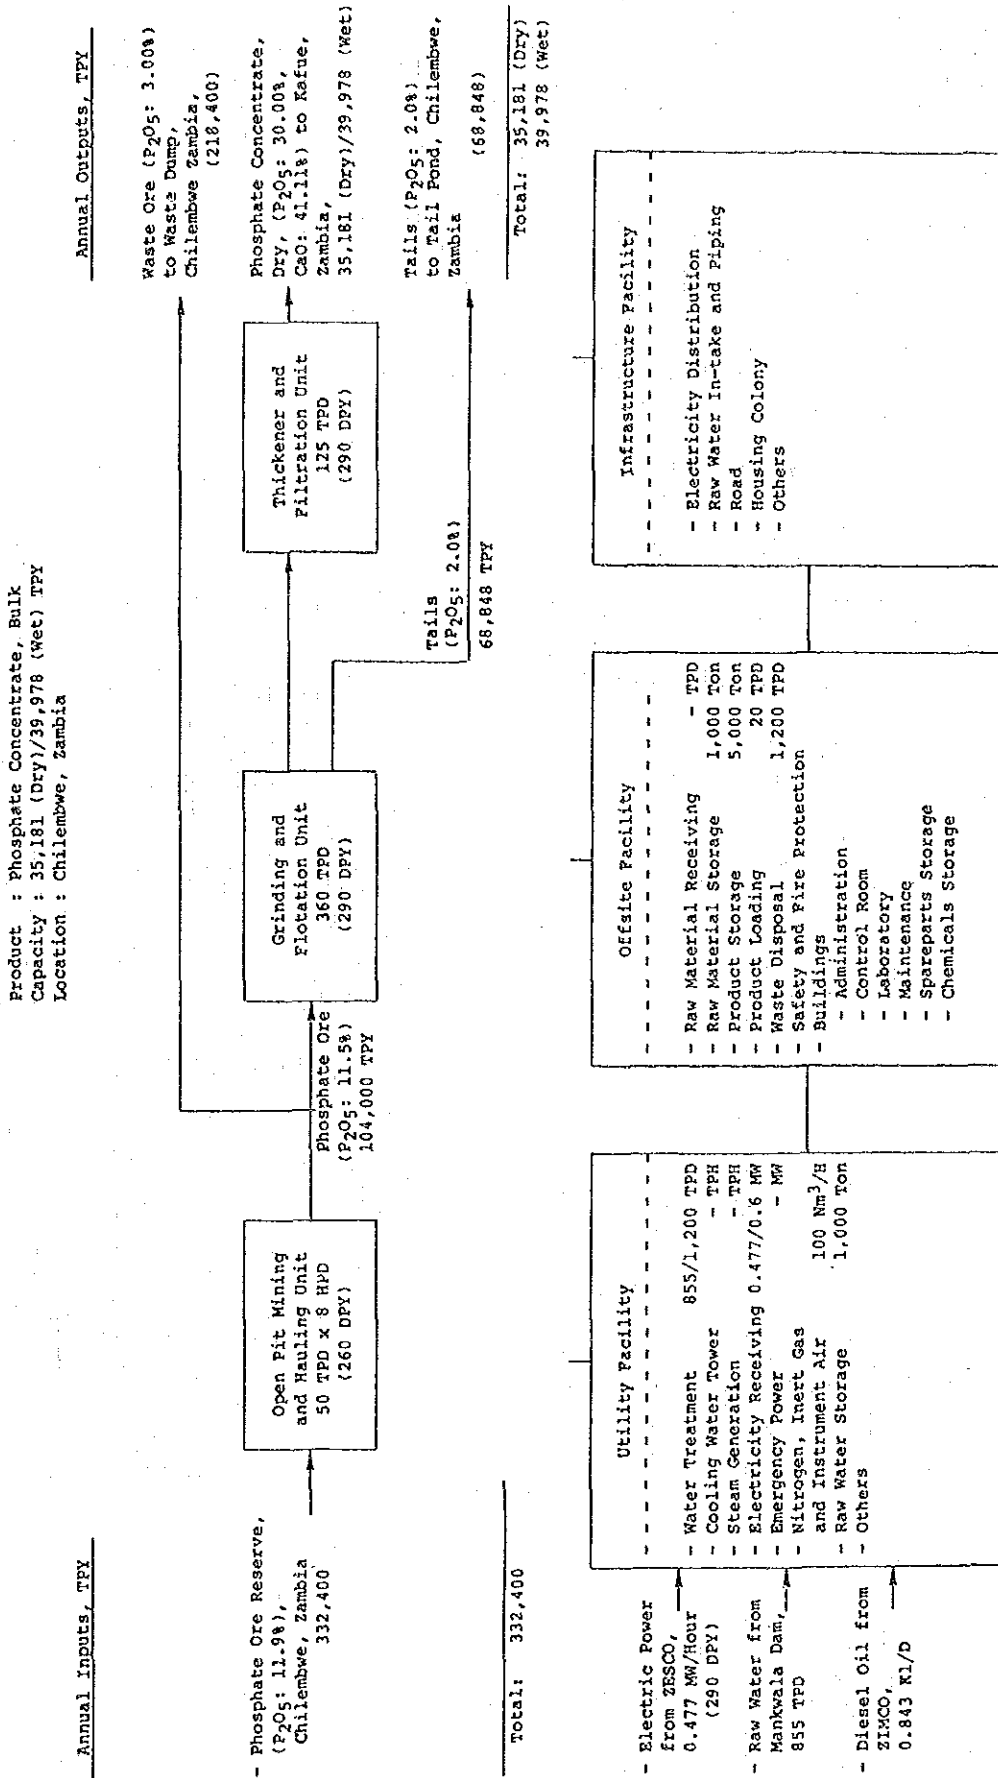 Product : Phosphate Concentrate, Bulk
Capacity : 35,181 (Dry)/39,978 (Wet) TPY
Location : Chilembwe, Zambia
Annual Inputs, TPY
- Phosphate Ore Reserve,
(P2O5: 11.9%),
Chilembwe, Zambia
332,400
Total: 332,400
Open Pit Mining
and Hauling Unit
50 TPD x 8 HPD
(260 DPY)
Phosphate Ore
(P2O5: 11.5%)
104,000 TPY
Grinding and
Flotation Unit
360 TPD
(290 DPY)
Tails
(P2O5: 2.0%)
68,848 TPY
Thickener and
Filtration Unit
125 TPD
(290 DPY)
Annual Outputs, TPY
Waste Ore (P2O5: 3.00%)
to Waste Dump,
Chilembwe Zambia,
(218,400)
Phosphate Concentrate,
Dry, (P2O5: 30.00%,
CaO: 41.11%) to Kafue,
Zambia,
35,181 (Dry)/39,978 (Wet)
Tails (P2O5: 2.0%)
to Tail Pond, Chilembwe,
Zambia
(68,848)
Total: 35,181 (Dry)
39,978 (Wet)
- Electric Power
from ZESCO,
0.477 MW/Hour
(290 DPY)
- Raw Water from
Mankwala Dam,
855 TPD
- Diesel Oil from
ZIMCO,
0.843 Kl/D
Utility Facility
- Water Treatment 855/1,200 TPD
- Cooling Water Tower - TPH
- Steam Generation - TPH
- Electricity Receiving 0.477/0.6 MW
- Emergency Power - MW
- Nitrogen, Inert Gas
and Instrument Air 100 Nm3/H
- Raw Water Storage 1,000 Ton
- Others
Offsite Facility
- Raw Material Receiving - TPD
- Raw Material Storage 1,000 Ton
- Product Storage 5,000 Ton
- Product Loading 20 TPD
- Waste Disposal 1,200 TPD
- Safety and Fire Protection
- Buildings
- Administration
- Control Room
- Laboratory
- Maintenance
- Spareparts Storage
- Chemicals Storage
Infrastructure Facility
- Electricity Distribution
- Raw Water In-take and Piping
- Road
- Housing Colony
- Others